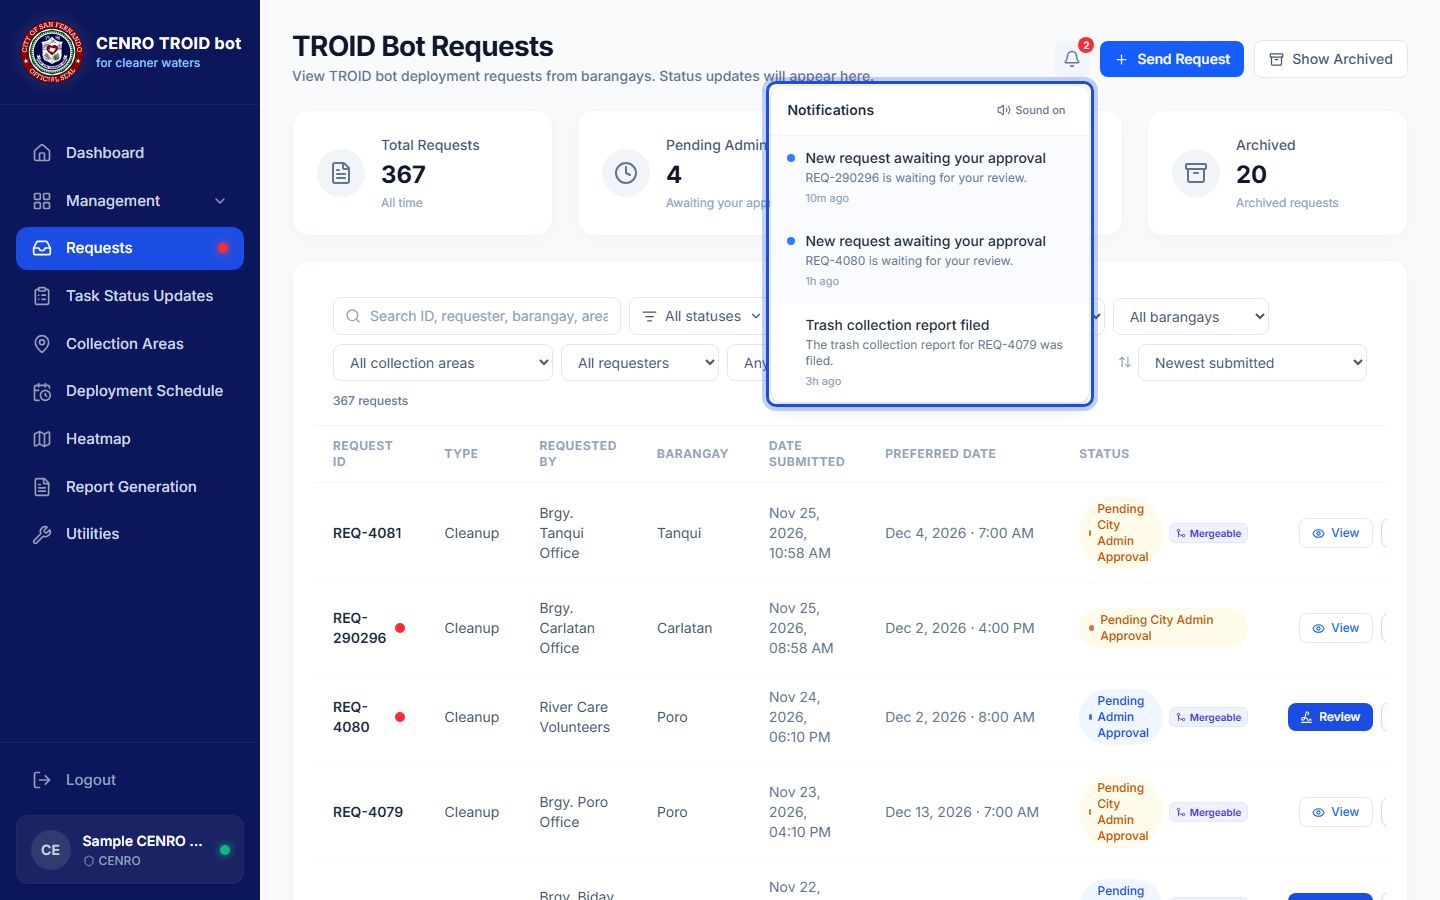 CITY OF SAN FERNANDO
OFFICIAL SEAL
CENRO TROID bot
for cleaner waters
Dashboard
Management
Requests
Task Status Updates
Collection Areas
Deployment Schedule
Heatmap
Report Generation
Utilities
Logout
CE
Sample CENRO ...
CENRO
TROID Bot Requests
View TROID bot deployment requests from barangays. Status updates will appear here.
2
Send Request
Show Archived
Total Requests
367
All time
Pending Admin
4
Awaiting your app
Archived
20
Archived requests
Notifications
Sound on
New request awaiting your approval
REQ-290296 is waiting for your review.
10m ago
New request awaiting your approval
REQ-4080 is waiting for your review.
1h ago
Trash collection report filed
The trash collection report for REQ-4079 was
filed.
3h ago
Search ID, requester, barangay, area
All statuses
All barangays
All collection areas
All requesters
Any
Newest submitted
367 requests
REQUEST
ID
TYPE
REQUESTED
BY
BARANGAY
DATE
SUBMITTED
PREFERRED DATE
STATUS
REQ-4081
Cleanup
Brgy.
Tanqui
Office
Tanqui
Nov 25,
2026,
10:58 AM
Dec 4, 2026 · 7:00 AM
Pending
City
Admin
Approval
Mergeable
View
REQ-
290296
Cleanup
Brgy.
Carlatan
Office
Carlatan
Nov 25,
2026,
08:58 AM
Dec 2, 2026 · 4:00 PM
Pending City Admin
Approval
View
REQ-
4080
Cleanup
River Care
Volunteers
Poro
Nov 24,
2026,
06:10 PM
Dec 2, 2026 · 8:00 AM
Pending
Admin
Approval
Mergeable
Review
REQ-4079
Cleanup
Brgy. Poro
Office
Poro
Nov 23,
2026,
04:10 PM
Dec 13, 2026 · 7:00 AM
Pending
City
Admin
Approval
Mergeable
View
Brgy. Biday
Nov 22,
Pending